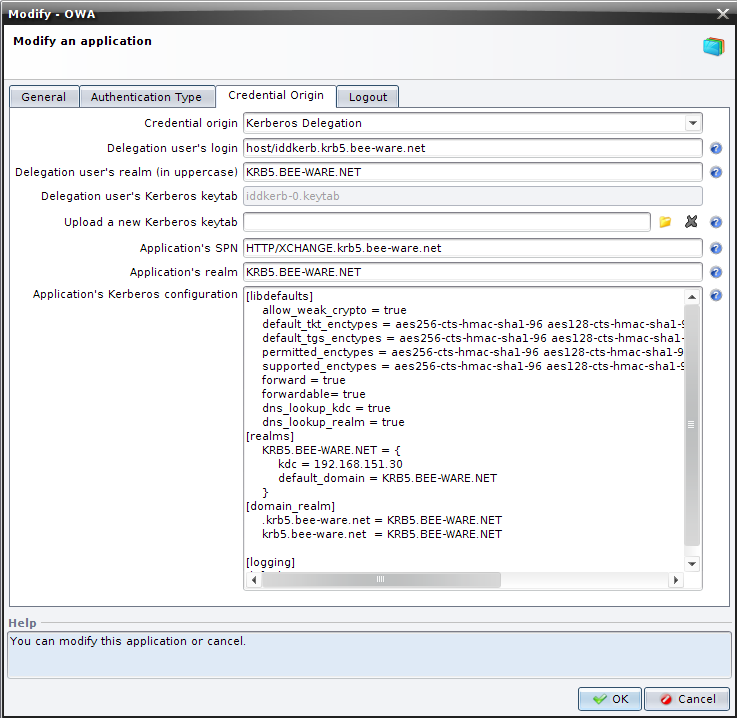 Modify - OWA
Modify an application
General Authentication Type Credential Origin Logout
Credential origin Kerberos Delegation
Delegation user's login host/iddkerb.krb5.bee-ware.net
Delegation user's realm (in uppercase) KRB5.BEE-WARE.NET
Delegation user's Kerberos keytab iddkerb-0.keytab
Upload a new Kerberos keytab
Application's SPN HTTP/XCHANGE.krb5.bee-ware.net
Application's realm KRB5.BEE-WARE.NET
Application's Kerberos configuration [libdefaults]
allow_weak_crypto = true
default_tkt_enctypes = aes256-cts-hmac-sha1-96 aes128-cts-hmac-sha1-9
default_tgs_enctypes = aes256-cts-hmac-sha1-96 aes128-cts-hmac-sha1-9
permitted_enctypes = aes256-cts-hmac-sha1-96 aes128-cts-hmac-sha1-9
supported_enctypes = aes256-cts-hmac-sha1-96 aes128-cts-hmac-sha1-9
forward = true
forwardable= true
dns_lookup_kdc = true
dns_lookup_realm = true
[realms]
KRB5.BEE-WARE.NET = {
kdc = 192.168.151.30
default_domain = KRB5.BEE-WARE.NET
}
[domain_realm]
.krb5.bee-ware.net = KRB5.BEE-WARE.NET
krb5.bee-ware.net = KRB5.BEE-WARE.NET
[logging]
Help
You can modify this application or cancel.
OK Cancel